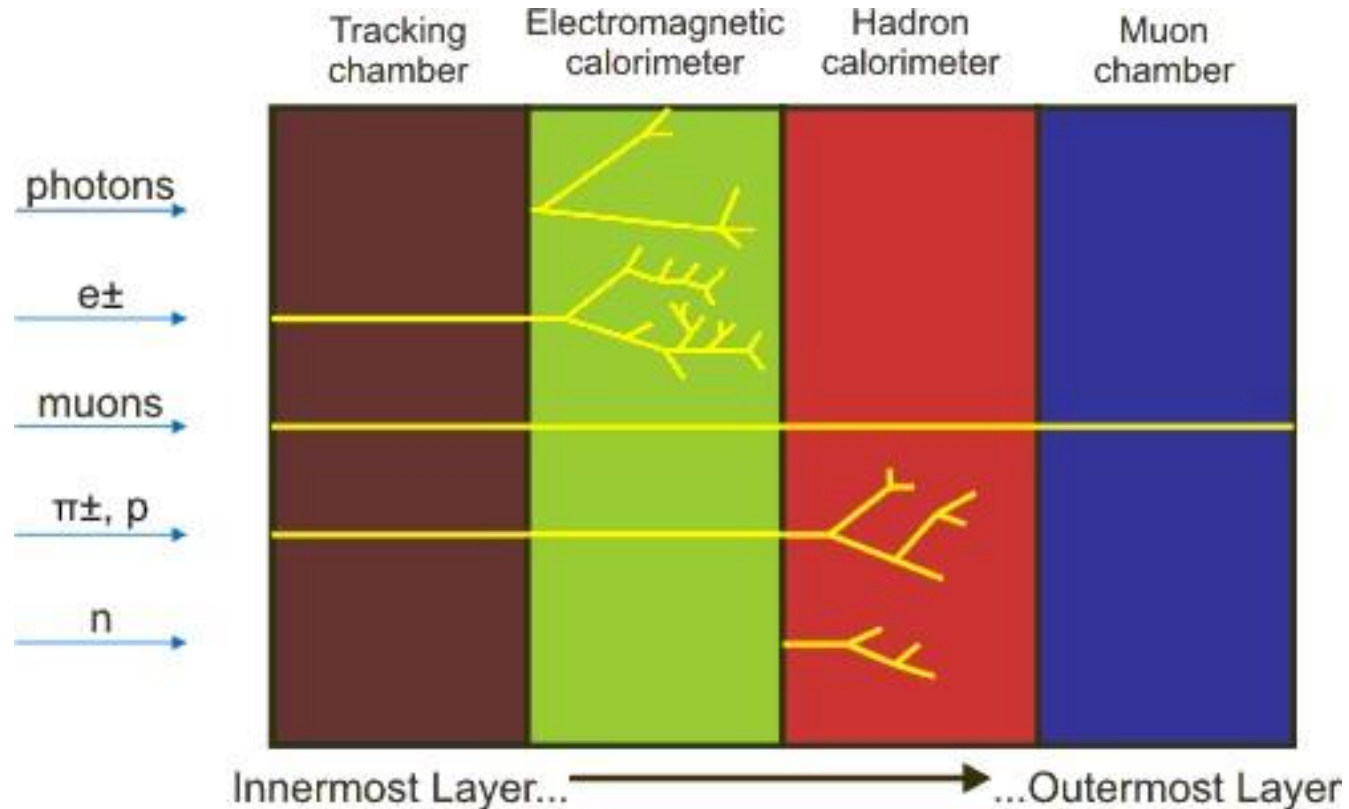 Tracking
chamber
Electromagnetic
calorimeter
Hadron
calorimeter
Muon
chamber
photons
e±
muons
π±, p
n
Innermost Layer...
...Outermost Layer